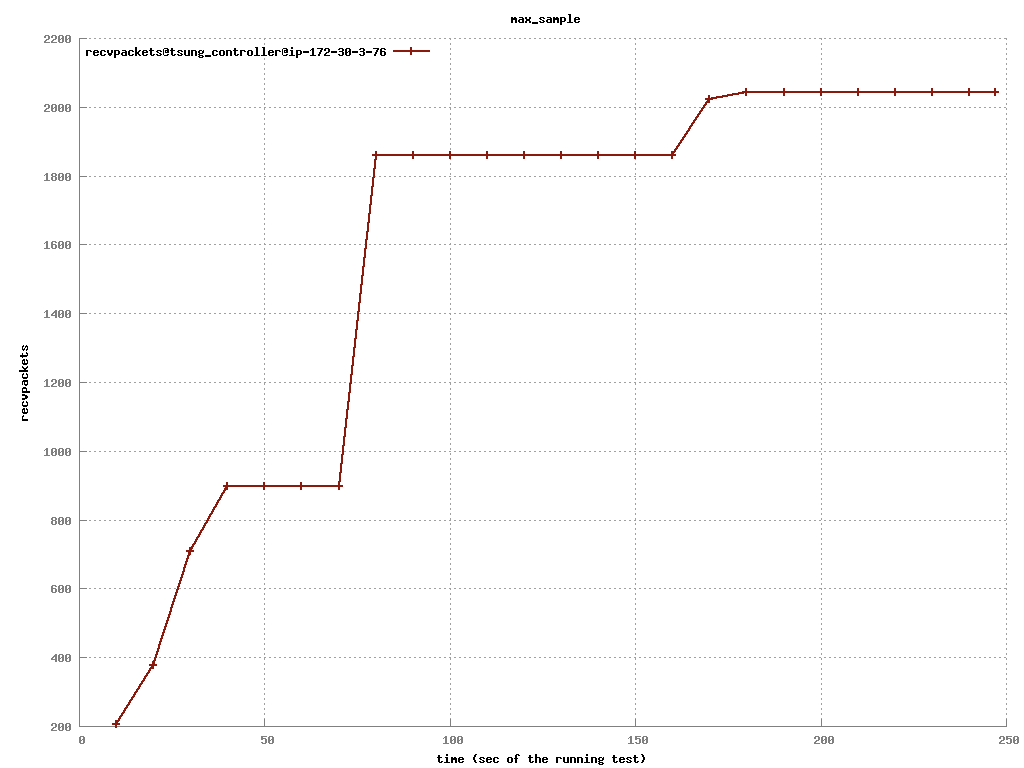 max_sample
recvpackets@tsung_controller@ip-172-30-3-76
2200
2000
1800
1600
1400
1200
1000
800
600
400
200
recvpackets
0 50 100 150 200 250
time (sec of the running test)